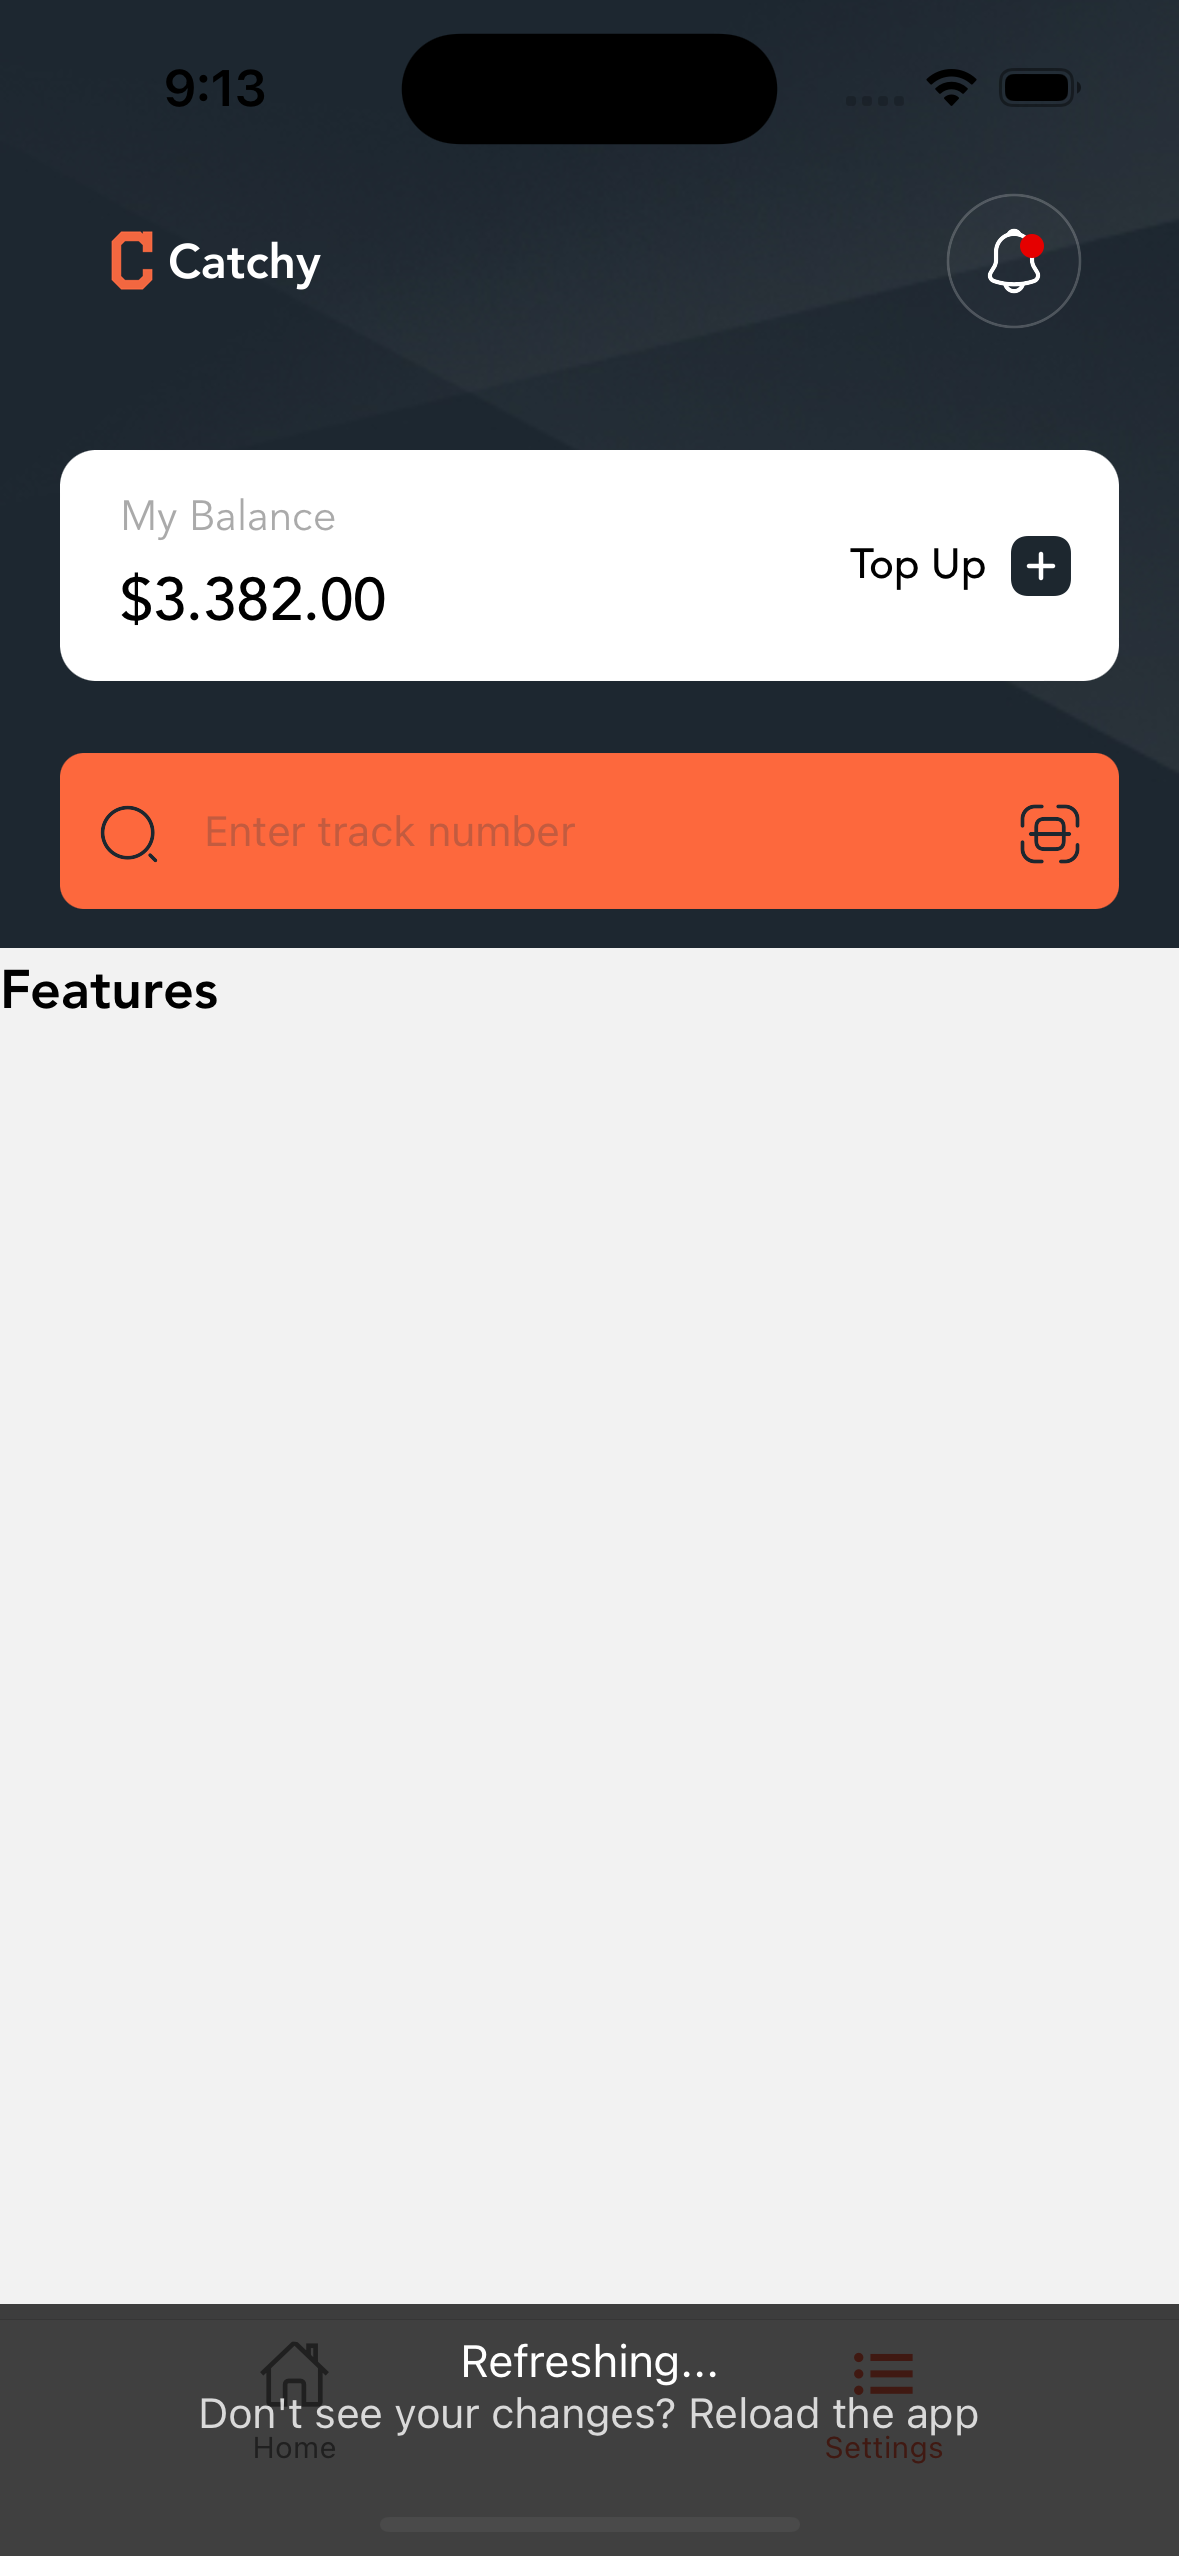 9:13
Catchy
My Balance
$3.382.00
Top Up
Enter track number
Features
Refreshing...
Don't see your changes? Reload the app
Home
Settings